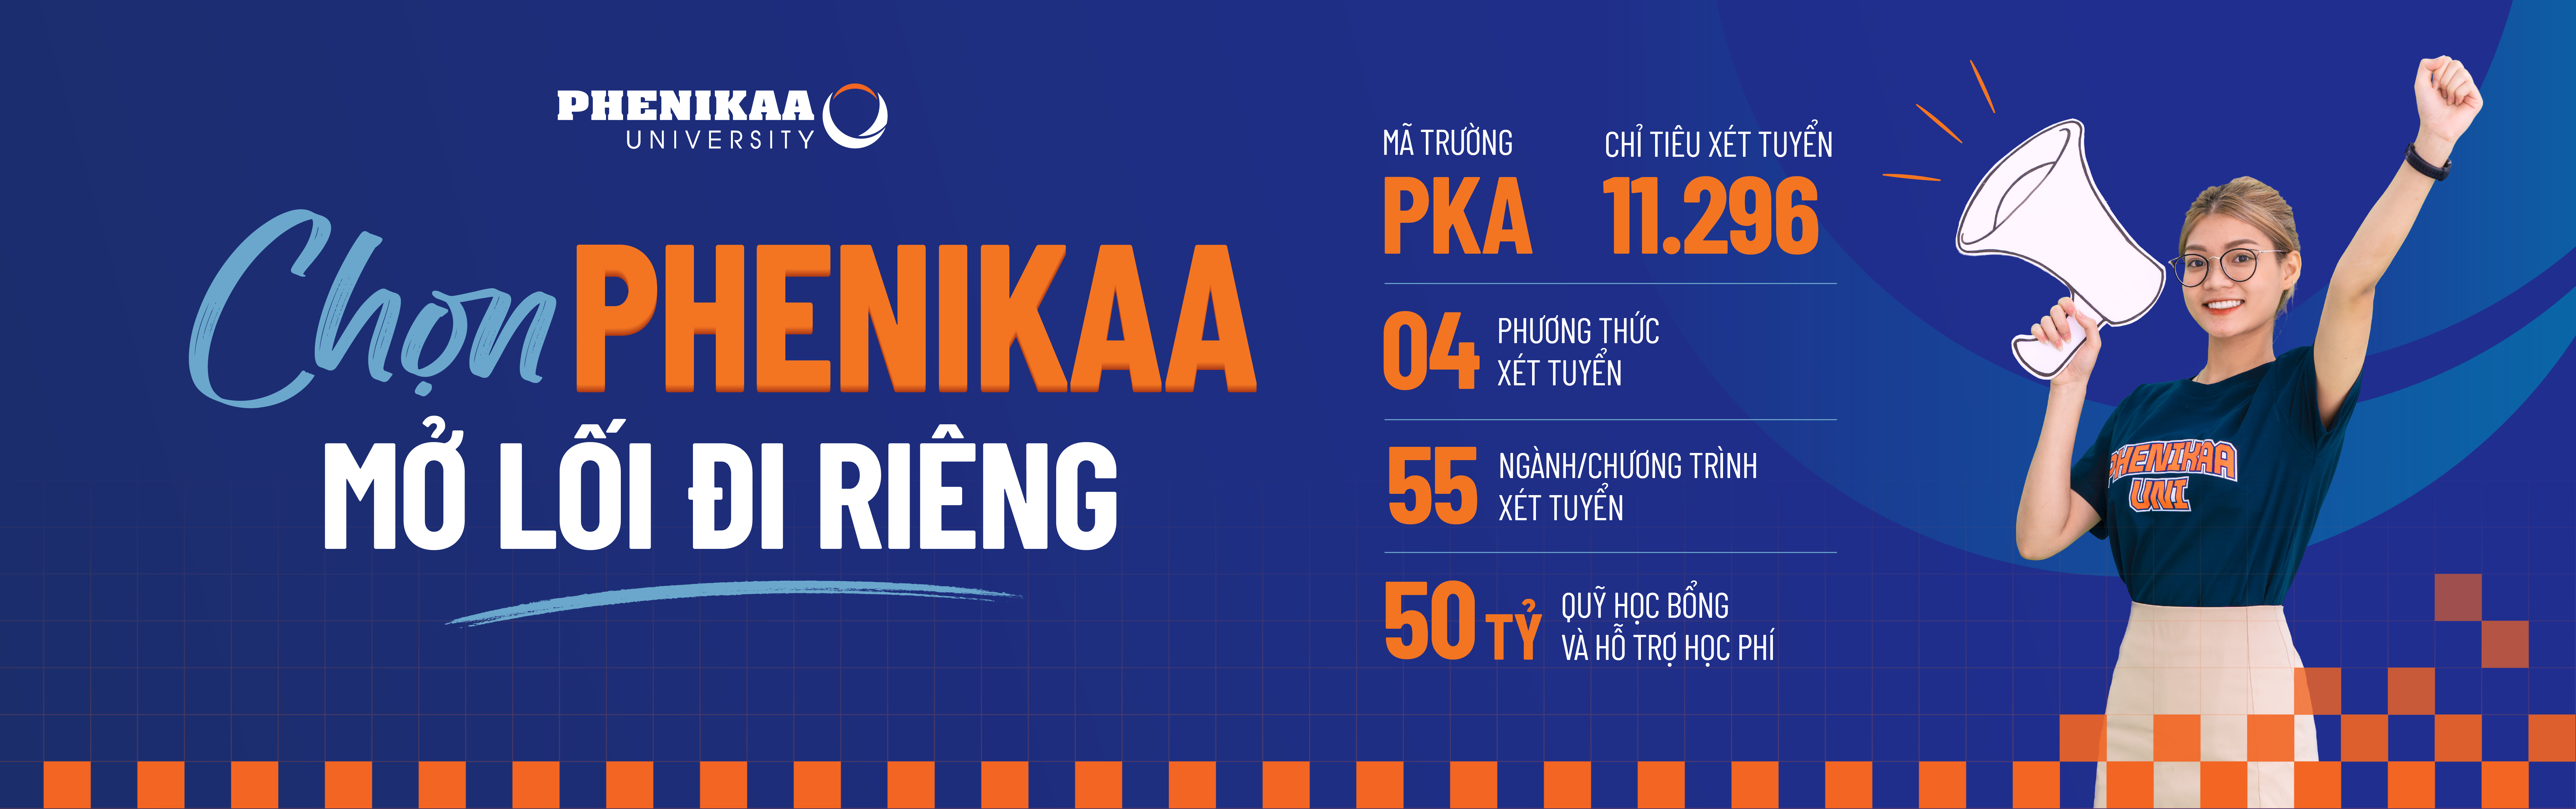 PHENIKAA
UNIVERSITY
Chọn PHENIKAA
MỞ LỐI ĐI RIÊNG
MÃ TRƯỜNG
PKA
CHỈ TIÊU XÉT TUYỂN
11.296
04 PHƯƠNG THỨC
XÉT TUYỂN
55 NGÀNH/CHƯƠNG TRÌNH
XÉT TUYỂN
50 TỶ QUỸ HỌC BỔNG
VÀ HỖ TRỢ HỌC PHÍ
PHENIKAA
UNI